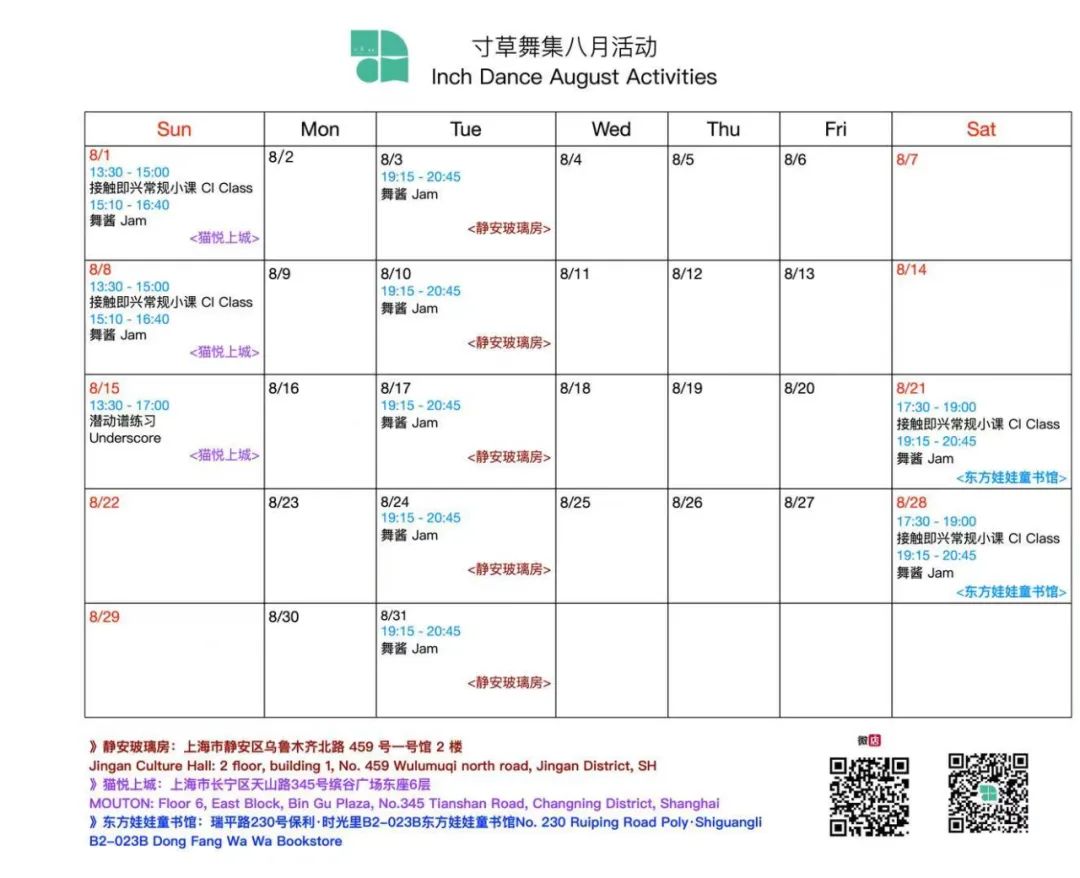 寸草舞集八月活动
Inch Dance August Activities
Sun Mon Tue Wed Thu Fri Sat
8/1
13:30 - 15:00
接触即兴常规小课 CI Class
15:10 - 16:40
舞酱 Jam
<猫悦上城>
8/2
8/3
19:15 - 20:45
舞酱 Jam
<静安玻璃房>
8/4
8/5
8/6
8/7
8/8
13:30 - 15:00
接触即兴常规小课 CI Class
15:10 - 16:40
舞酱 Jam
<猫悦上城>
8/9
8/10
19:15 - 20:45
舞酱 Jam
<静安玻璃房>
8/11
8/12
8/13
8/14
8/15
13:30 - 17:00
潜动谱练习
Underscore
<猫悦上城>
8/16
8/17
19:15 - 20:45
舞酱 Jam
<静安玻璃房>
8/18
8/19
8/20
8/21
17:30 - 19:00
接触即兴常规小课 CI Class
19:15 - 20:45
舞酱 Jam
<东方娃娃童书馆>
8/22
8/23
8/24
19:15 - 20:45
舞酱 Jam
<静安玻璃房>
8/25
8/26
8/27
8/28
17:30 - 19:00
接触即兴常规小课 CI Class
19:15 - 20:45
舞酱 Jam
<东方娃娃童书馆>
8/29
8/30
8/31
19:15 - 20:45
舞酱 Jam
<静安玻璃房>
》静安玻璃房：上海市静安区乌鲁木齐北路 459 号一号馆 2 楼
Jingan Culture Hall: 2 floor, building 1, No. 459 Wulumuqi north road, Jingan District, SH
》猫悦上城：上海市长宁区天山路345号缤谷广场东座6层
MOUTON: Floor 6, East Block, Bin Gu Plaza, No.345 Tianshan Road, Changning District, Shanghai
》东方娃娃童书馆：瑞平路230号保利·时光里B2-023B东方娃娃童书馆No. 230 Ruiping Road Poly·Shiguangli
B2-023B Dong Fang Wa Wa Bookstore
微店